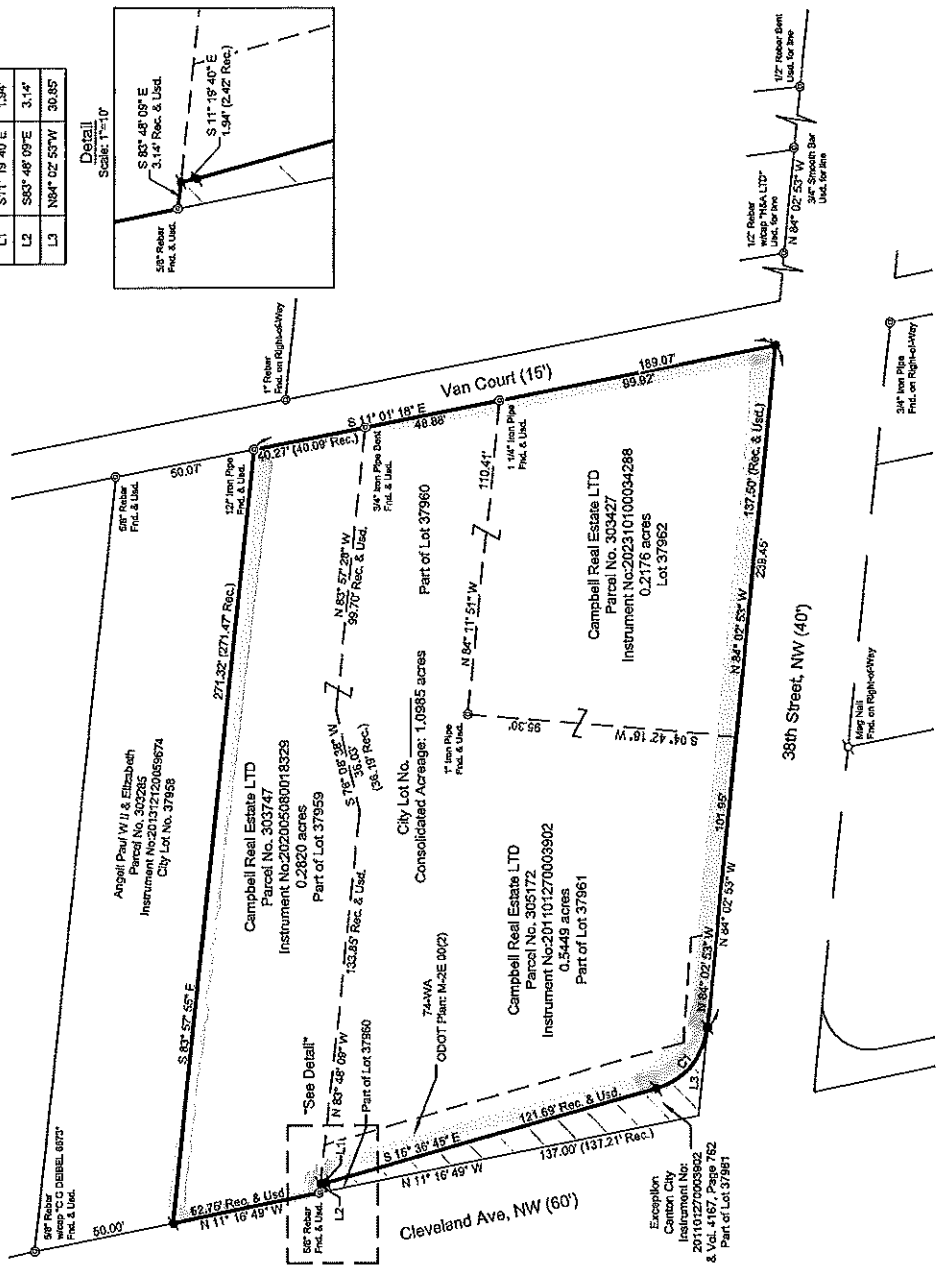 L1 S11° 19' 40"E 1.94'
L2 S83° 48' 09"E 3.14'
L3 N84° 02' 53"W 30.85'
Detail
Scale: 1"=10'
S 83° 48' 09" E
3.14' Rec. & Usd.
S 11° 19' 40" E
1.94' (2.42' Rec.)
5/8" Rebar
Fnd. & Usd.
5/8" Rebar
w/cap "C G DEIBEL 6673"
Fnd. & Usd.
50.00'
Angeli Paul W II & Elizabeth
Parcel No. 303285
Instrument No:201312120059674
City Lot No. 37958
5/8" Rebar
Fnd. & Usd.
50.07'
1" Rebar
Fnd. on Right-of-Way
S 83° 57' 55" E
271.32' (271.47' Rec.)
1/2" Iron Pipe
Fnd. & Usd.
Van Court (15')
S 11° 01' 18" E
189.07'
40.27' (40.09' Rec.)
48.88'
99.92'
3/4" Iron Pipe Bent
Fnd. & Usd.
1 1/4" Iron Pipe
Fnd. & Usd.
Campbell Real Estate LTD
Parcel No. 303747
Instrument No:202005080018329
0.2820 acres
Part of Lot 37959
62.75' Rec. & Usd
N 11° 16' 49" W
"See Detail"
5/8" Rebar
Fnd. & Usd.
L1
L2
N 83° 48' 09" W
133.85' Rec. & Usd.
S 76° 08' 38" W
36.03'
(36.19' Rec.)
N 83° 57' 28" W
99.70' Rec. & Usd.
Part of Lot 37960
Part of Lot 37960
City Lot No.
Consolidated Acreage: 1.0985 acres
N 84° 11' 51" W
110.41'
1" Iron Pipe
Fnd. & Usd.
95.30'
S 04° 42' 16" W
74-WA
ODOT Plan: M-2E 00(2)
Campbell Real Estate LTD
Parcel No. 305172
Instrument No:201101270003902
0.5449 acres
Part of Lot 37961
Campbell Real Estate LTD
Parcel No. 303427
Instrument No:202310100034288
0.2176 acres
Lot 37962
S 15° 36' 45" E
121.69' Rec. & Usd.
N 11° 16' 49" W
137.00' (137.21' Rec.)
Cleveland Ave, NW (60')
L3
N 84° 02' 53" W
101.95'
N 84° 02' 53" W
N 84° 02' 53" W
137.50' (Rec. & Usd.)
239.45'
38th Street, NW (40')
Exception
Canton City
Instrument No:
201101270003902
& Vol. 4167, Page 762
Part of Lot 37961
Mag Nail
Fnd. on Right-of-Way
3/4" Iron Pipe
Fnd. on Right-of-Way
1/2" Rebar
w/cap "H&A LTD"
Usd. for line
N 84° 02' 53" W
3/4" Smooth Bar
Usd. for line
1/2" Rebar Bent
Usd. for line